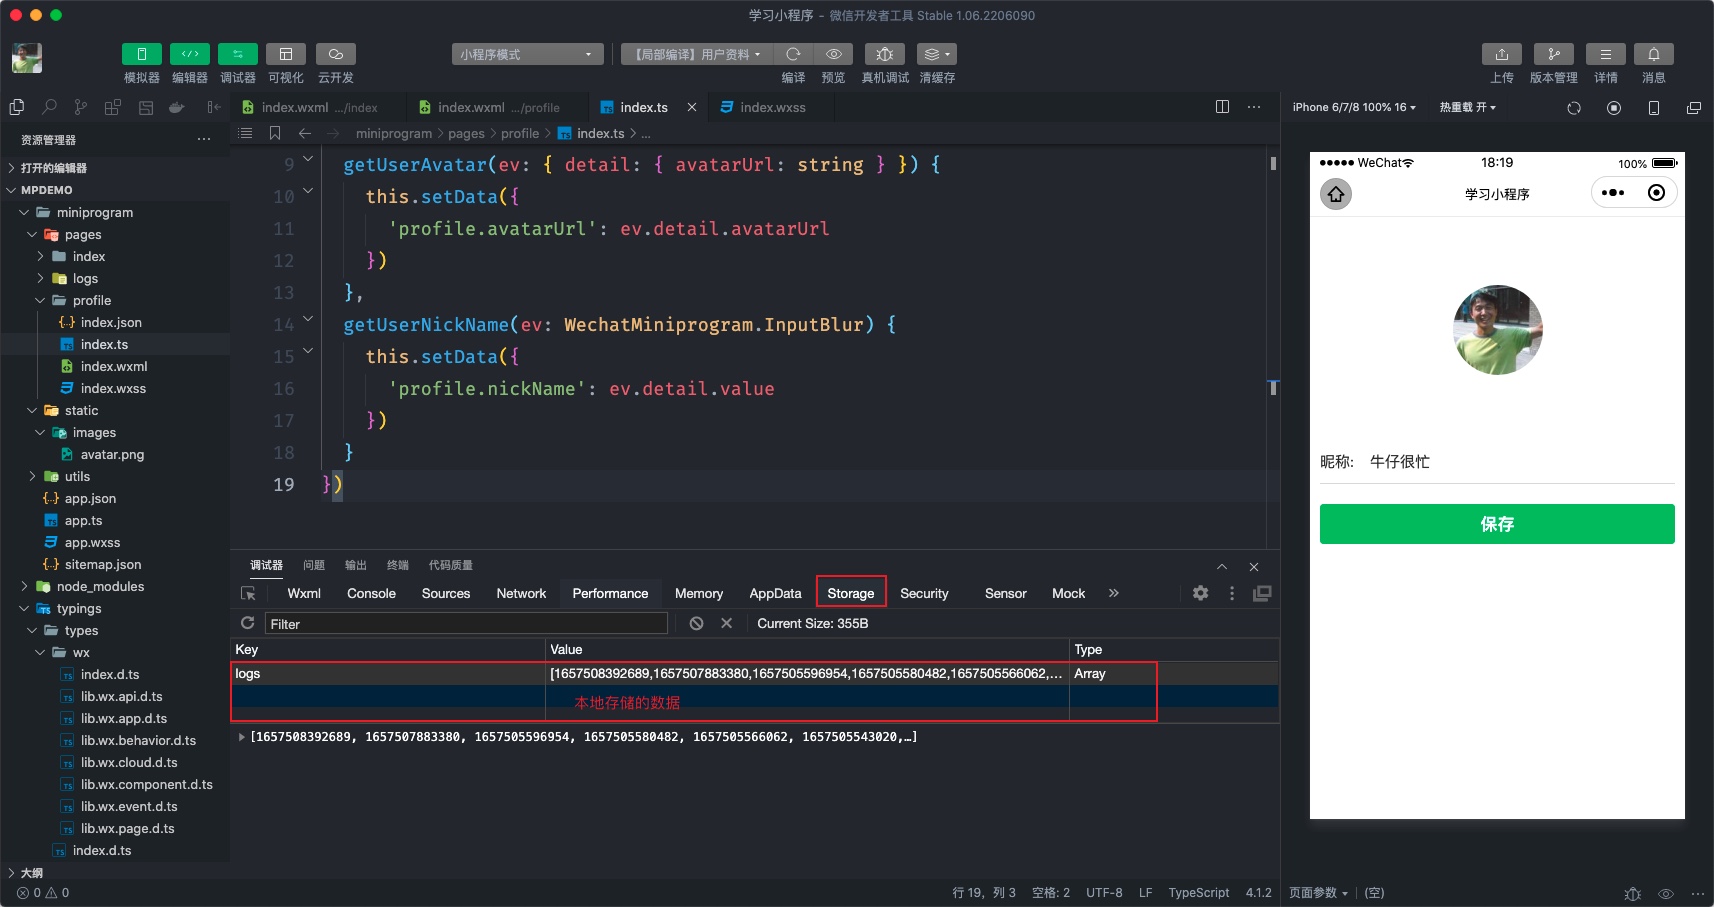 学习小程序 - 微信开发者工具 Stable 1.06.2206090
小程序模式
【局部编译】用户资料
模拟器 编辑器 调试器 可视化 云开发
编译 预览 真机调试 清缓存
上传 版本管理 详情 消息
index.wxml .../index
index.wxml .../profile
index.ts
index.wxss
资源管理器
miniprogram > pages > profile > index.ts > ...
打开的编辑器
MPDEMO
miniprogram
pages
index
logs
profile
index.json
index.ts
index.wxml
index.wxss
static
images
avatar.png
utils
app.json
app.ts
app.wxss
sitemap.json
node_modules
typings
types
wx
index.d.ts
lib.wx.api.d.ts
lib.wx.app.d.ts
lib.wx.behavior.d.ts
lib.wx.cloud.d.ts
lib.wx.component.d.ts
lib.wx.event.d.ts
lib.wx.page.d.ts
index.d.ts
大纲
0 0
9 getUserAvatar(ev: { detail: { avatarUrl: string } }) {
10 this.setData({
11 'profile.avatarUrl': ev.detail.avatarUrl
12 })
13 },
14 getUserNickName(ev: WechatMiniprogram.InputBlur) {
15 this.setData({
16 'profile.nickName': ev.detail.value
17 })
18 }
19 })
调试器 问题 输出 终端 代码质量
Wxml Console Sources Network Performance Memory AppData Storage Security Sensor Mock
Filter
Current Size: 355B
Key Value Type
logs [1657508392689,1657507883380,1657505596954,1657505580482,1657505566062,... Array
本地存储的数据
[1657508392689, 1657507883380, 1657505596954, 1657505580482, 1657505566062, 1657505543020,…]
行 19，列 3 空格: 2 UTF-8 LF TypeScript 4.1.2
iPhone 6/7/8 100% 16
热重载 开
WeChat 18:19 100%
学习小程序
昵称: 牛仔很忙
保存
页面参数 (空)